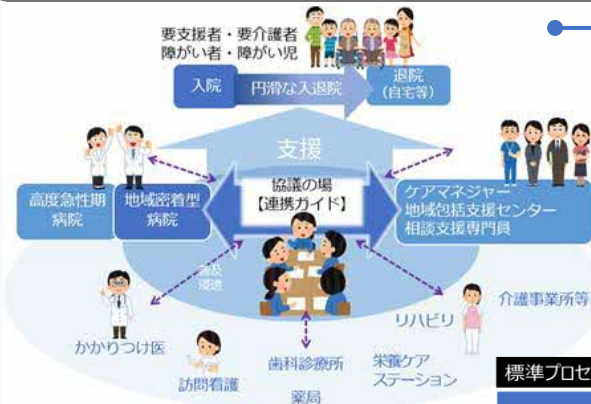 要支援者・要介護者
障がい者・障がい児
入院
円滑な入退院
退院
(自宅等)
支援
高度急性期
病院
地域密着型
病院
協議の場
【連携ガイド】
ケアマネジャー
地域包括支援センター
相談支援専門員
普及
浸透
かかりつけ医
訪問看護
歯科診療所
薬局
リハビリ
栄養ケア
ステーション
介護事業所等
標準プロセ